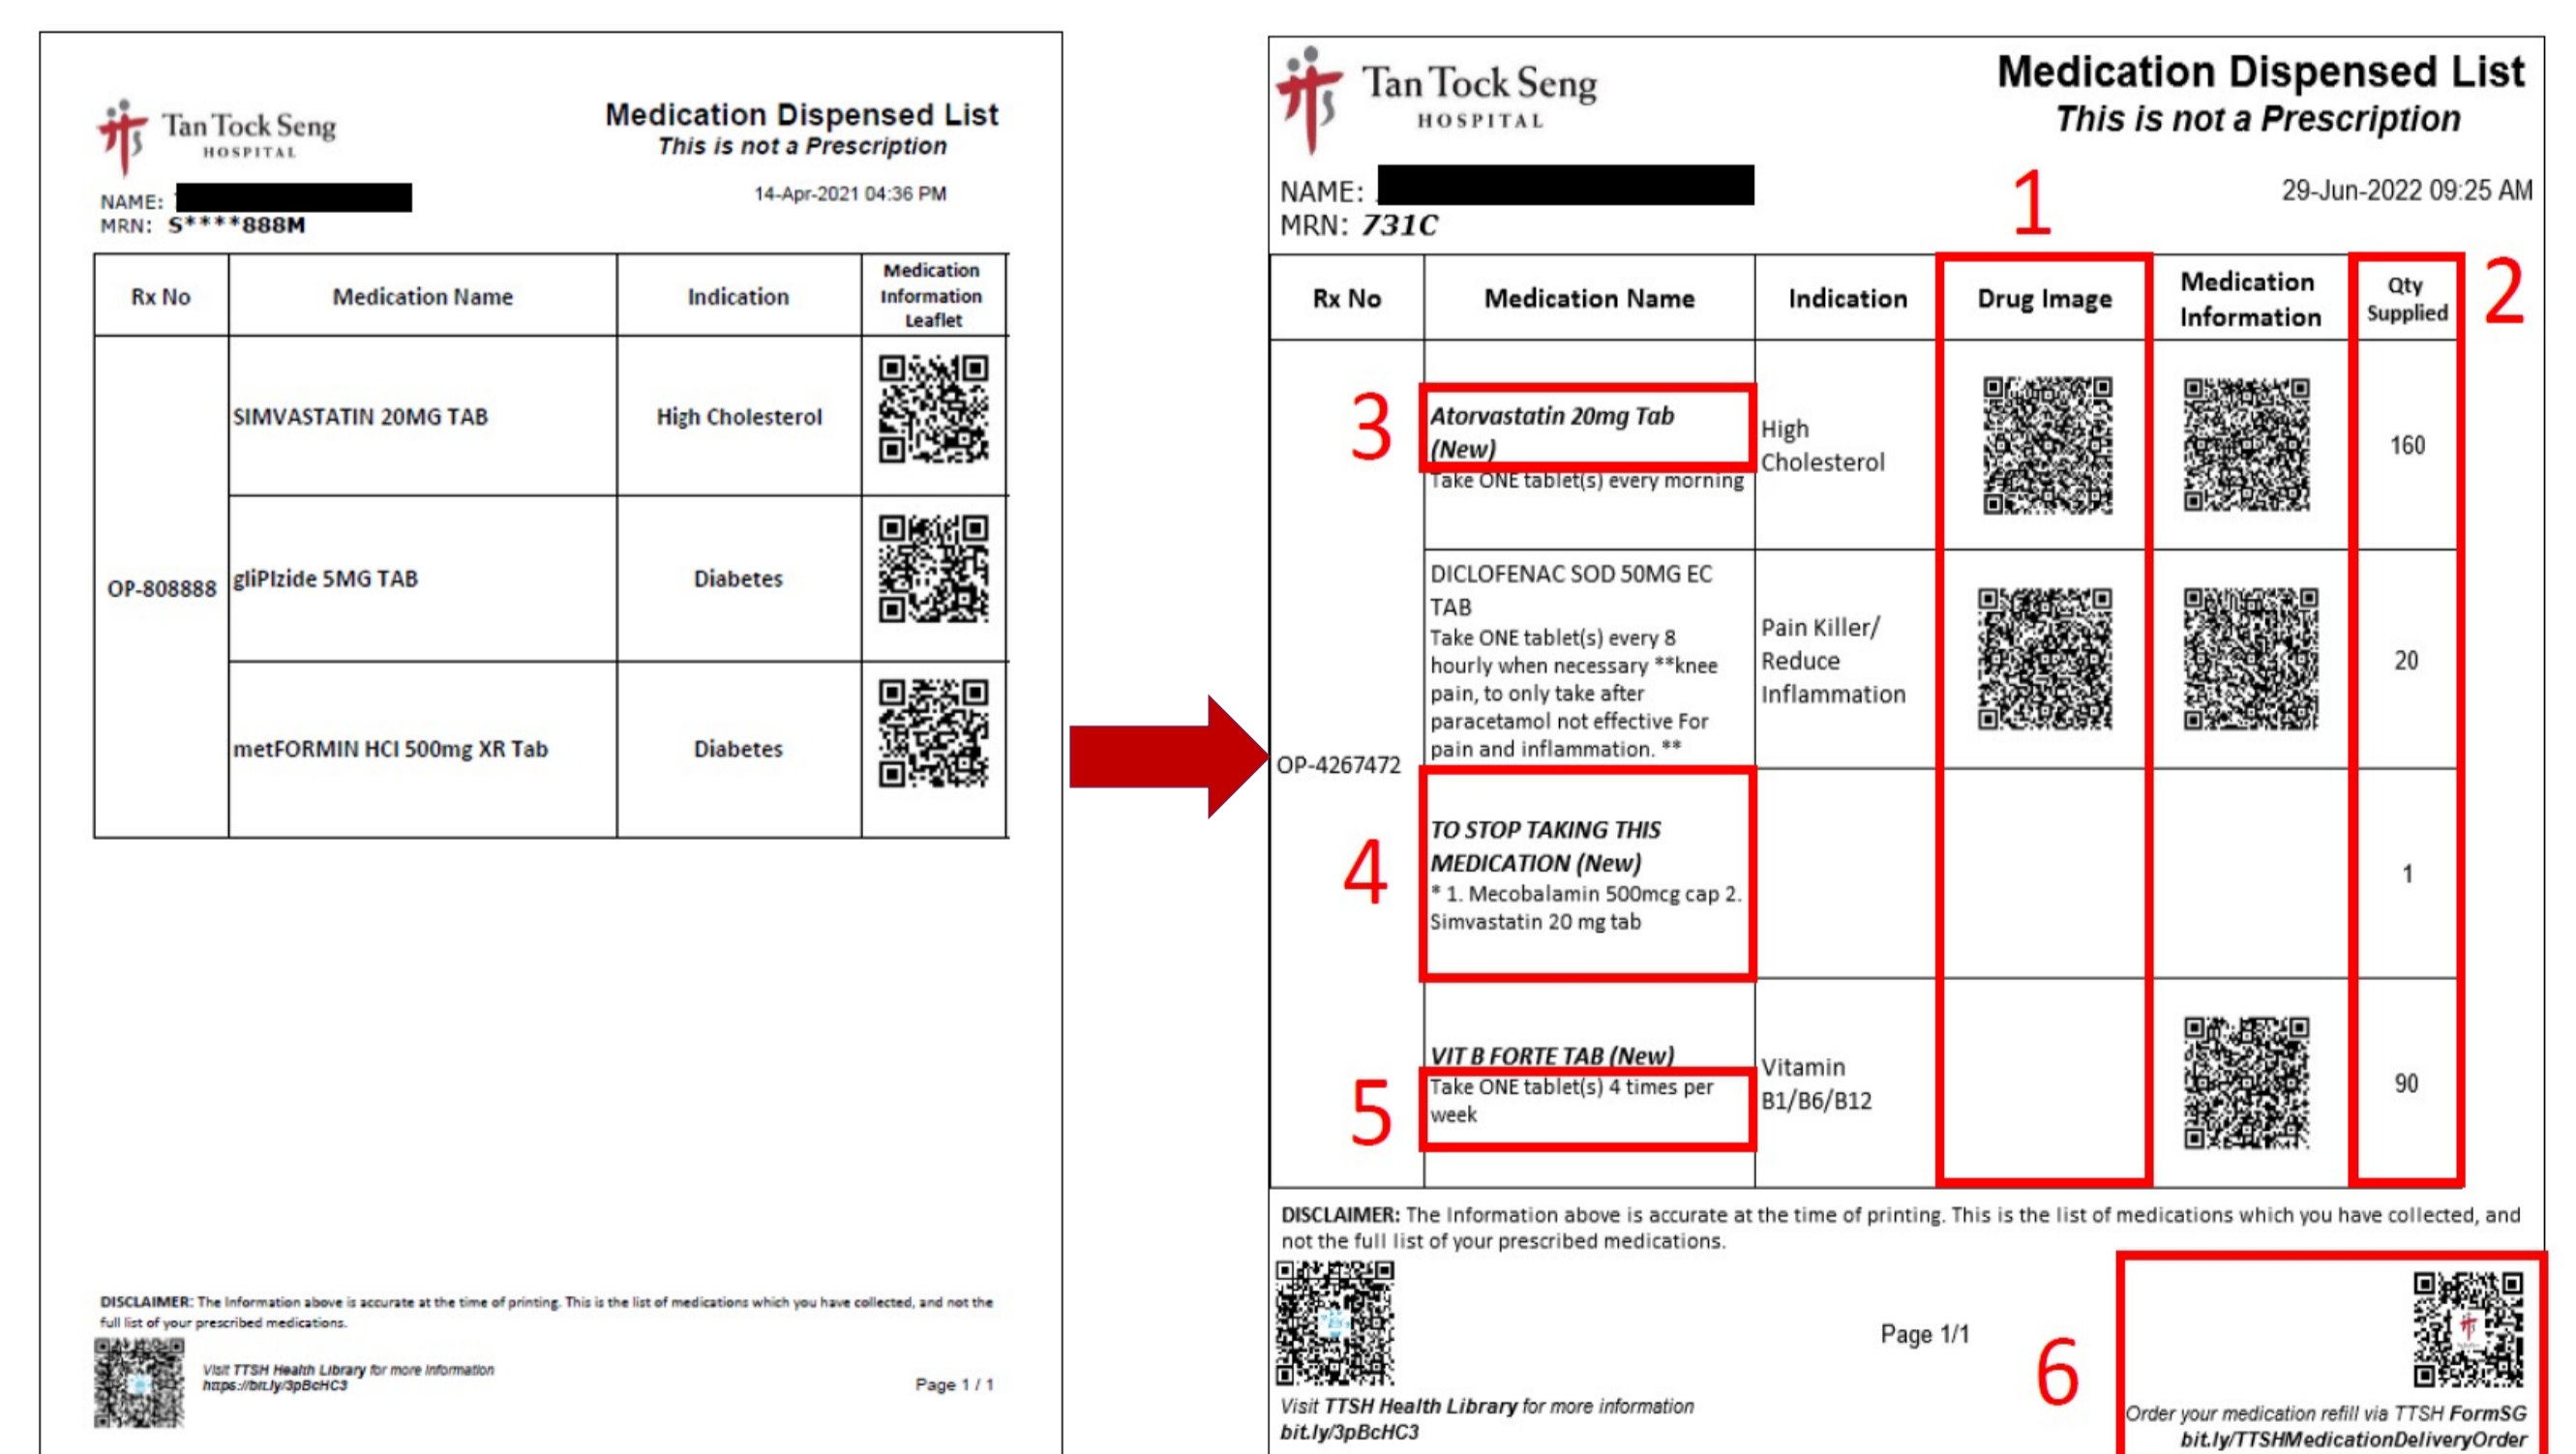 Tan Tock Seng
HOSPITAL
Medication Dispensed List
This is not a Prescription
NAME:
14-Apr-2021 04:36 PM
MRN: S****888M
Rx No
Medication Name
Indication
Medication
Information
Leaflet
OP-808888
SIMVASTATIN 20MG TAB
High Cholesterol
gliPIzide 5MG TAB
Diabetes
metFORMIN HCl 500mg XR Tab
Diabetes
DISCLAIMER: The Information above is accurate at the time of printing. This is the list of medications which you have collected, and not the
full list of your prescribed medications.
Visit TTSH Health Library for more Information
https://bit.ly/3pBcHC3
Page 1 / 1
Tan Tock Seng
HOSPITAL
Medication Dispensed List
This is not a Prescription
NAME:
1
29-Jun-2022 09:25 AM
MRN: 731C
Rx No
Medication Name
Indication
Drug Image
Medication
Information
Qty
Supplied
2
OP-4267472
3
Atorvastatin 20mg Tab
(New)
Take ONE tablet(s) every morning
High
Cholesterol
160
DICLOFENAC SOD 50MG EC
TAB
Take ONE tablet(s) every 8
hourly when necessary **knee
pain, to only take after
paracetamol not effective For
pain and inflammation. **
Pain Killer/
Reduce
Inflammation
20
4
TO STOP TAKING THIS
MEDICATION (New)
* 1. Mecobalamin 500mcg cap 2.
Simvastatin 20 mg tab
1
5
VIT B FORTE TAB (New)
Take ONE tablet(s) 4 times per
week
Vitamin
B1/B6/B12
90
DISCLAIMER: The Information above is accurate at the time of printing. This is the list of medications which you have collected, and
not the full list of your prescribed medications.
Visit TTSH Health Library for more information
bit.ly/3pBcHC3
Page 1/1
6
Order your medication refill via TTSH FormSG
bit.ly/TTSHMedicationDeliveryOrder